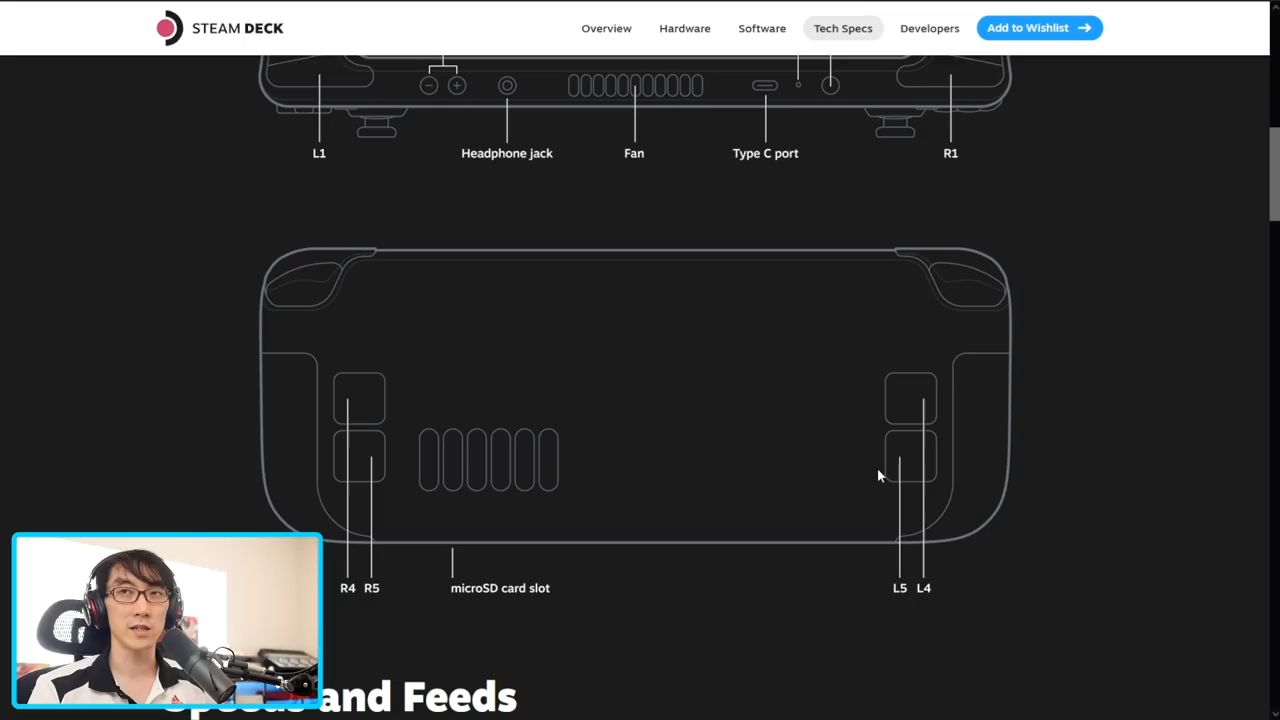 STEAM DECK
Overview
Hardware
Software
Tech Specs
Developers
Add to Wishlist
L1
Headphone jack
Fan
Type C port
R1
R4 R5
microSD card slot
L5 L4
and Feeds